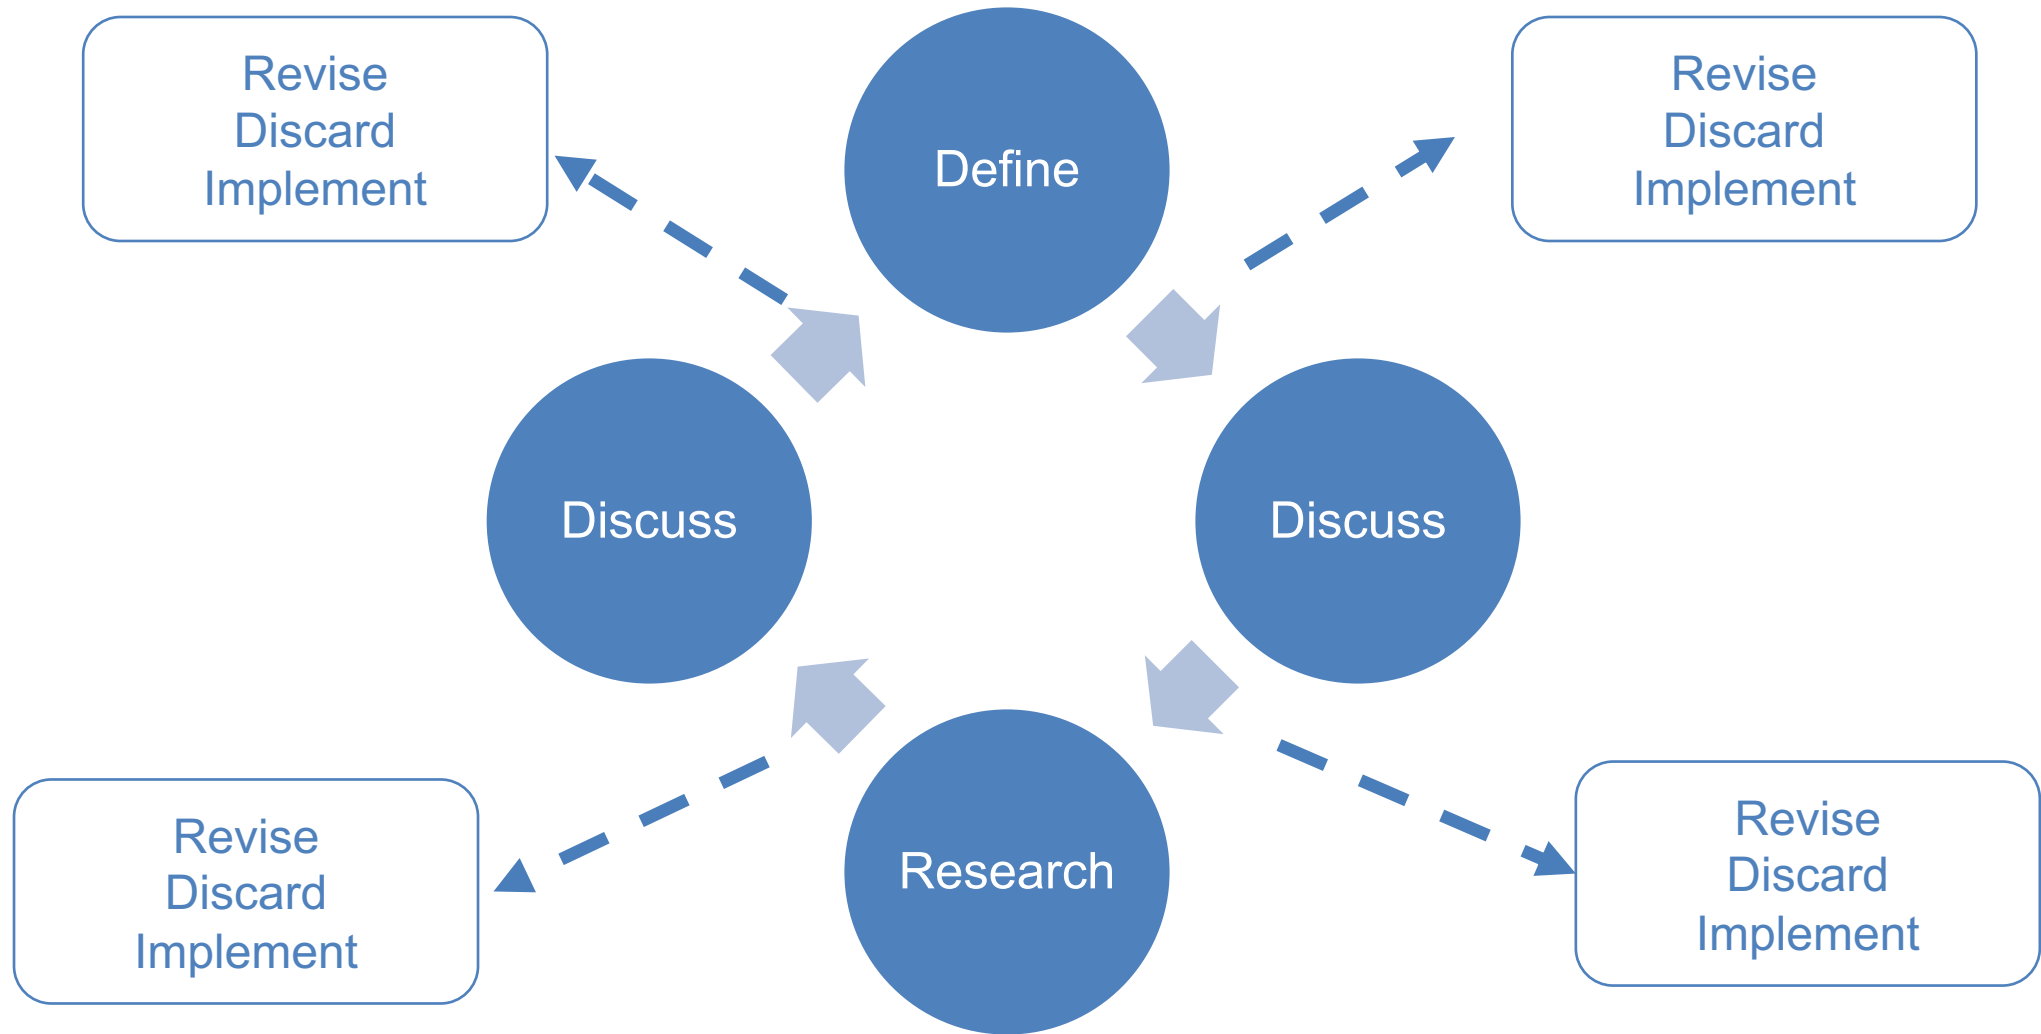 Revise
Discard
Implement
Define
Revise
Discard
Implement
Discuss
Discuss
Revise
Discard
Implement
Research
Revise
Discard
Implement